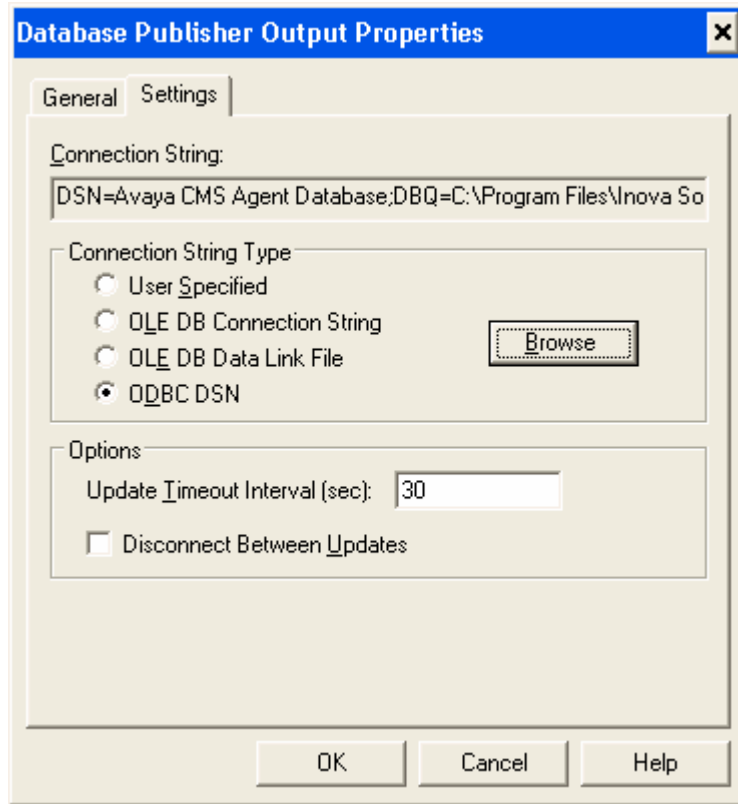 Database Publisher Output Properties
General Settings
Connection String:
DSN=Avaya CMS Agent Database;DBQ=C:\Program Files\Inova So
Connection String Type
User Specified
OLE DB Connection String
OLE DB Data Link File
Browse
ODBC DSN
Options
Update Timeout Interval (sec): 30
Disconnect Between Updates
OK Cancel Help